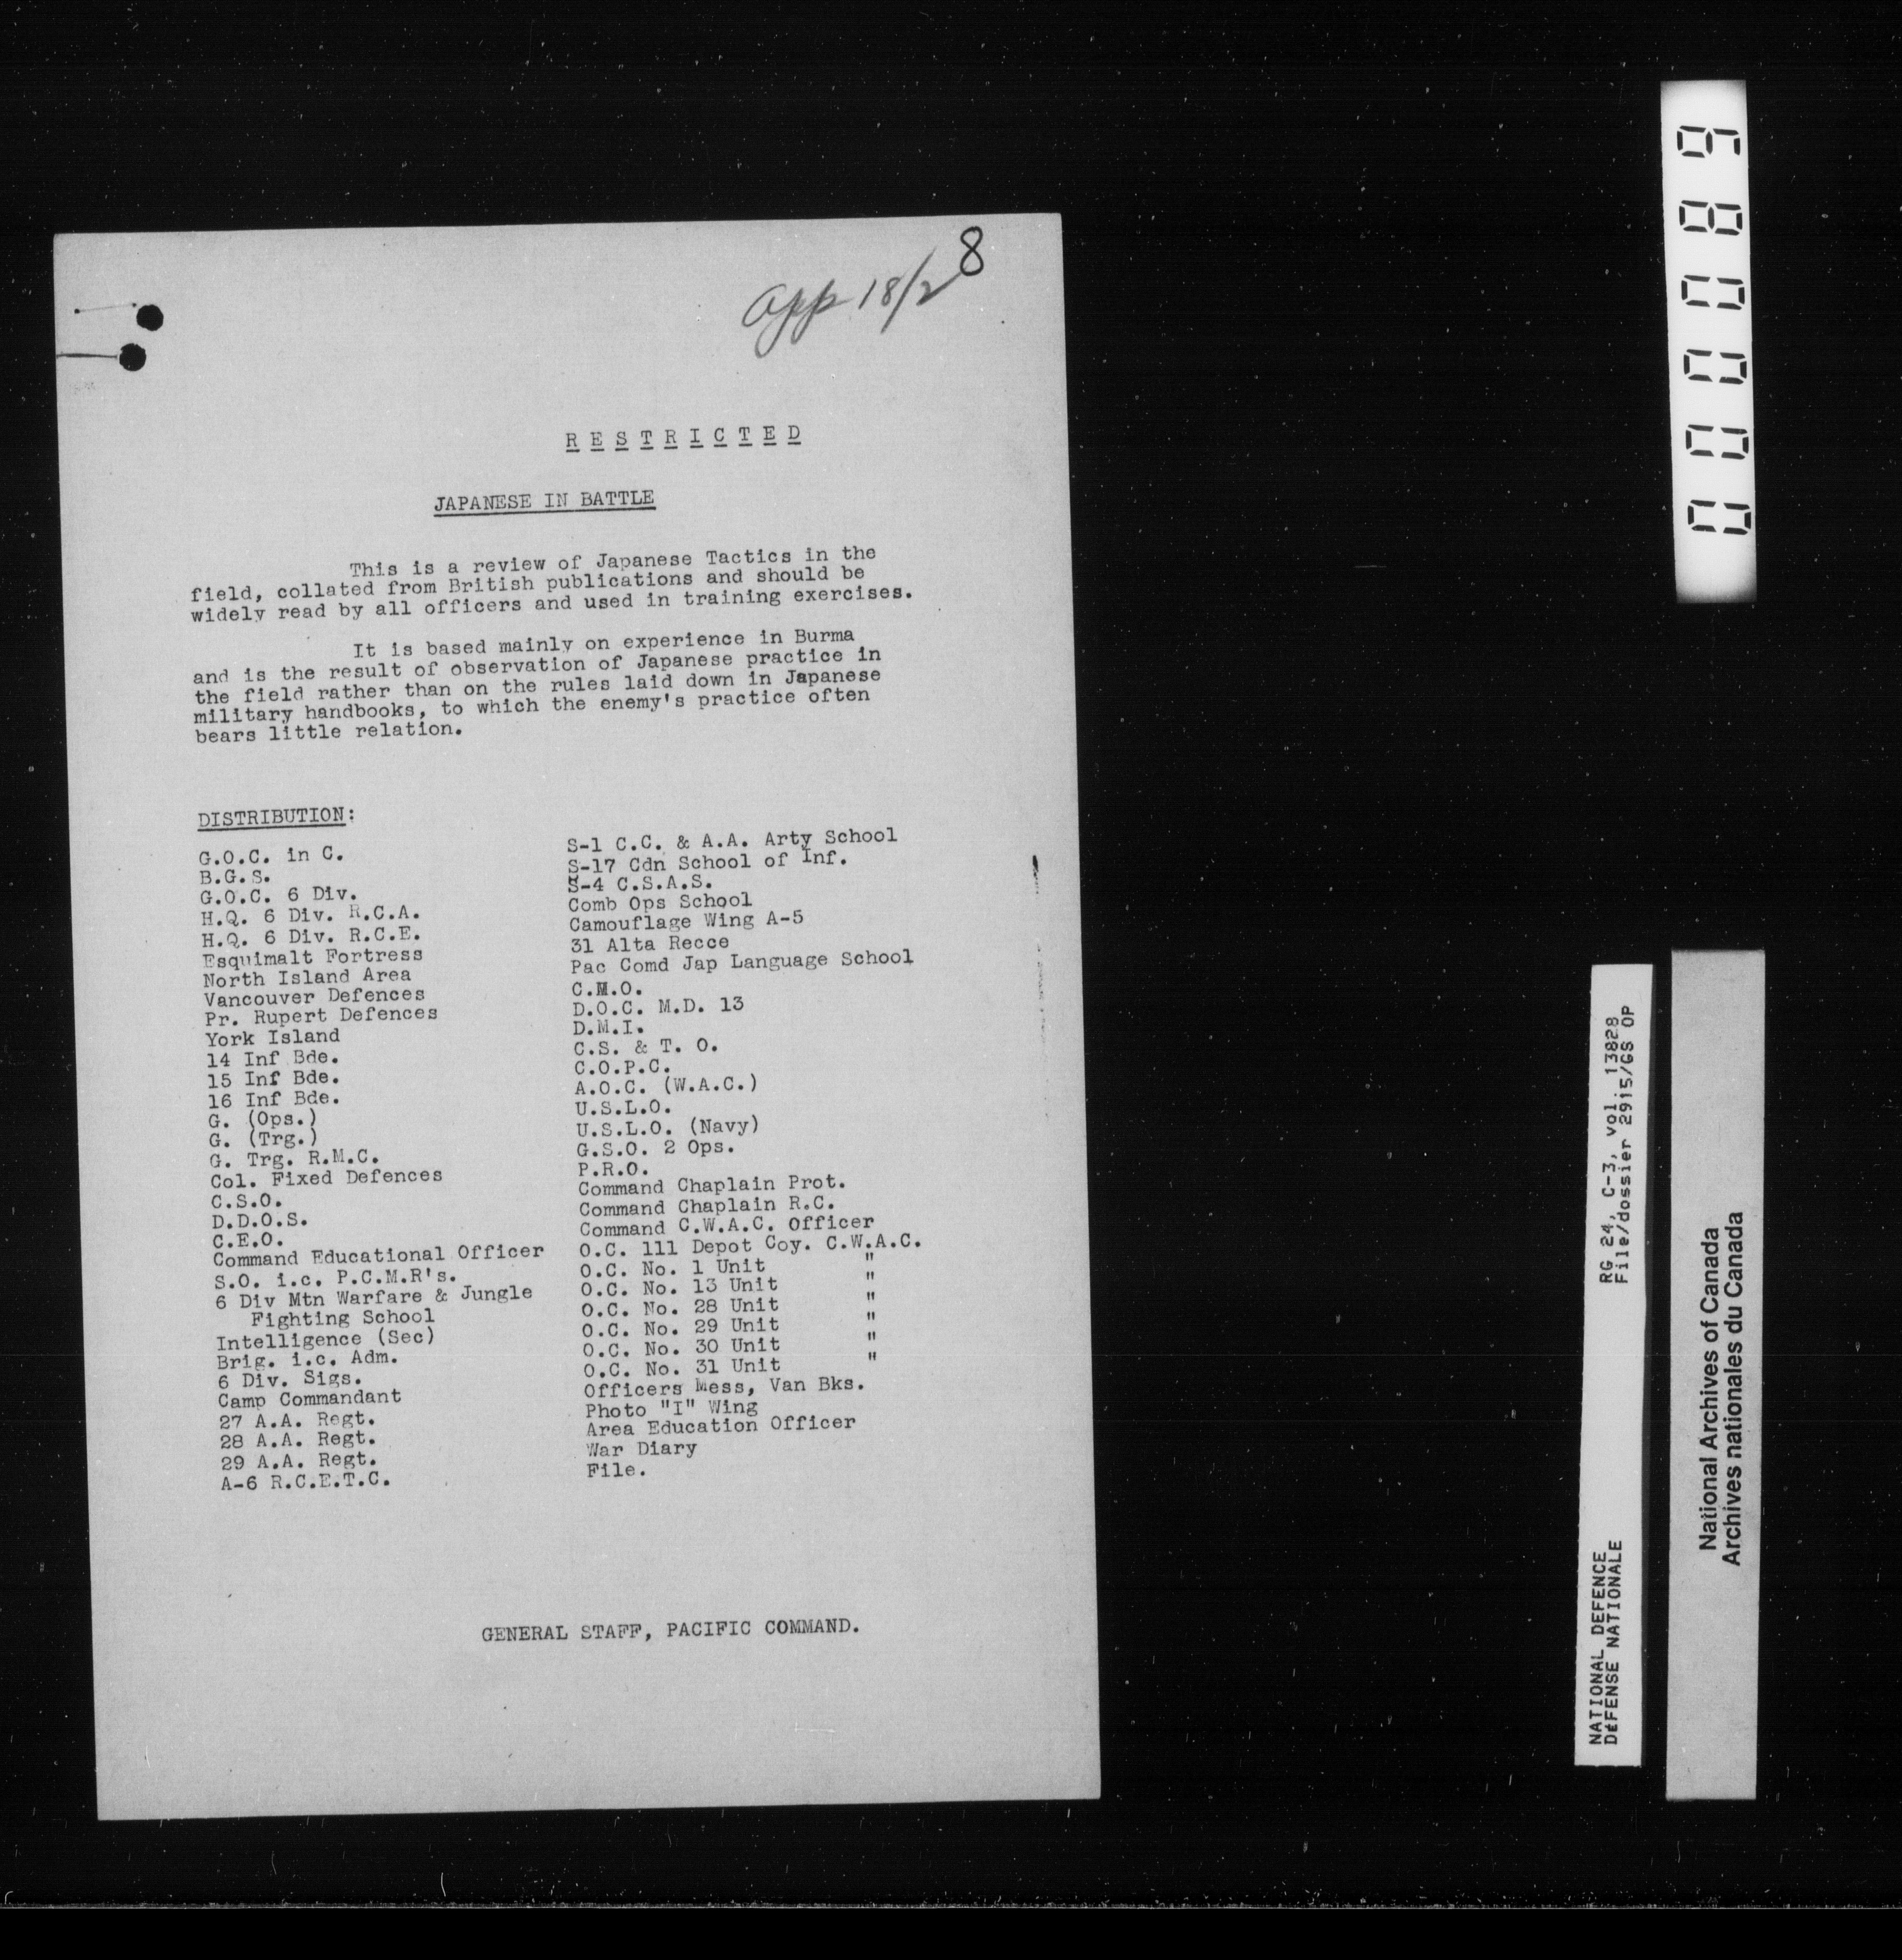 8
App 18/2
RESTRICTED
JAPANESE IN BATTLE
This is a review of Japanese Tactics in the
field, collated from British publications and should be
widely read by all officers and used in training exercises.
It is based mainly on experience in Burma
and is the result of observation of Japanese practice in
the field rather than on the rules laid down in Japanese
military handbooks, to which the enemy's practice often
bears little relation.
DISTRIBUTION:
G.O.C. in C.
B.G.S.
G.O.C. 6 Div.
H.Q. 6 Div. R.C.A.
H.Q. 6 Div. R.C.E.
Esquimalt Fortress
North Island Area
Vancouver Defences
Pr. Rupert Defences
York Island
14 Inf Bde.
15 Inf Bde.
16 Inf Bde.
G. (Ops.)
G. (Trg.)
G. Trg. R.M.C.
Col. Fixed Defences
C.S.O.
D.D.O.S.
C.E.O.
Command Educational Officer
S.O. i.c. P.C.M.R's.
6 Div Mtn Warfare & Jungle
Fighting School
Intelligence (Sec)
Brig. i.c. Adm.
6 Div. Sigs.
Camp Commandant
27 A.A. Regt.
28 A.A. Regt.
29 A.A. Regt.
A-6 R.C.E.T.C.
S-1 C.C. & A.A. Arty School
S-17 Cdn School of Inf.
S-4 C.S.A.S.
Comb Ops School
Camouflage Wing A-5
31 Alta Recce
Pac Comd Jap Language School
C.M.O.
D.O.C. M.D. 13
D.M.I.
C.S. & T. O.
C.O.P.C.
A.O.C. (W.A.C.)
U.S.L.O.
U.S.L.O. (Navy)
G.S.O. 2 Ops.
P.R.O.
Command Chaplain Prot.
Command Chaplain R.C.
Command C.W.A.C. Officer
O.C. 111 Depot Coy. C.W.A.C.
O.C. No. 1 Unit "
O.C. No. 13 Unit "
O.C. No. 28 Unit "
O.C. No. 29 Unit "
O.C. No. 30 Unit "
O.C. No. 31 Unit "
Officers Mess, Van Bks.
Photo "I" Wing
Area Education Officer
War Diary
File.
GENERAL STAFF, PACIFIC COMMAND.
000089
NATIONAL DEFENCE RG 24, C-3, vol. 13828
DéFENSE NATIONALE File/dossier 2915/GS OP
National Archives of Canada
Archives nationales du Canada